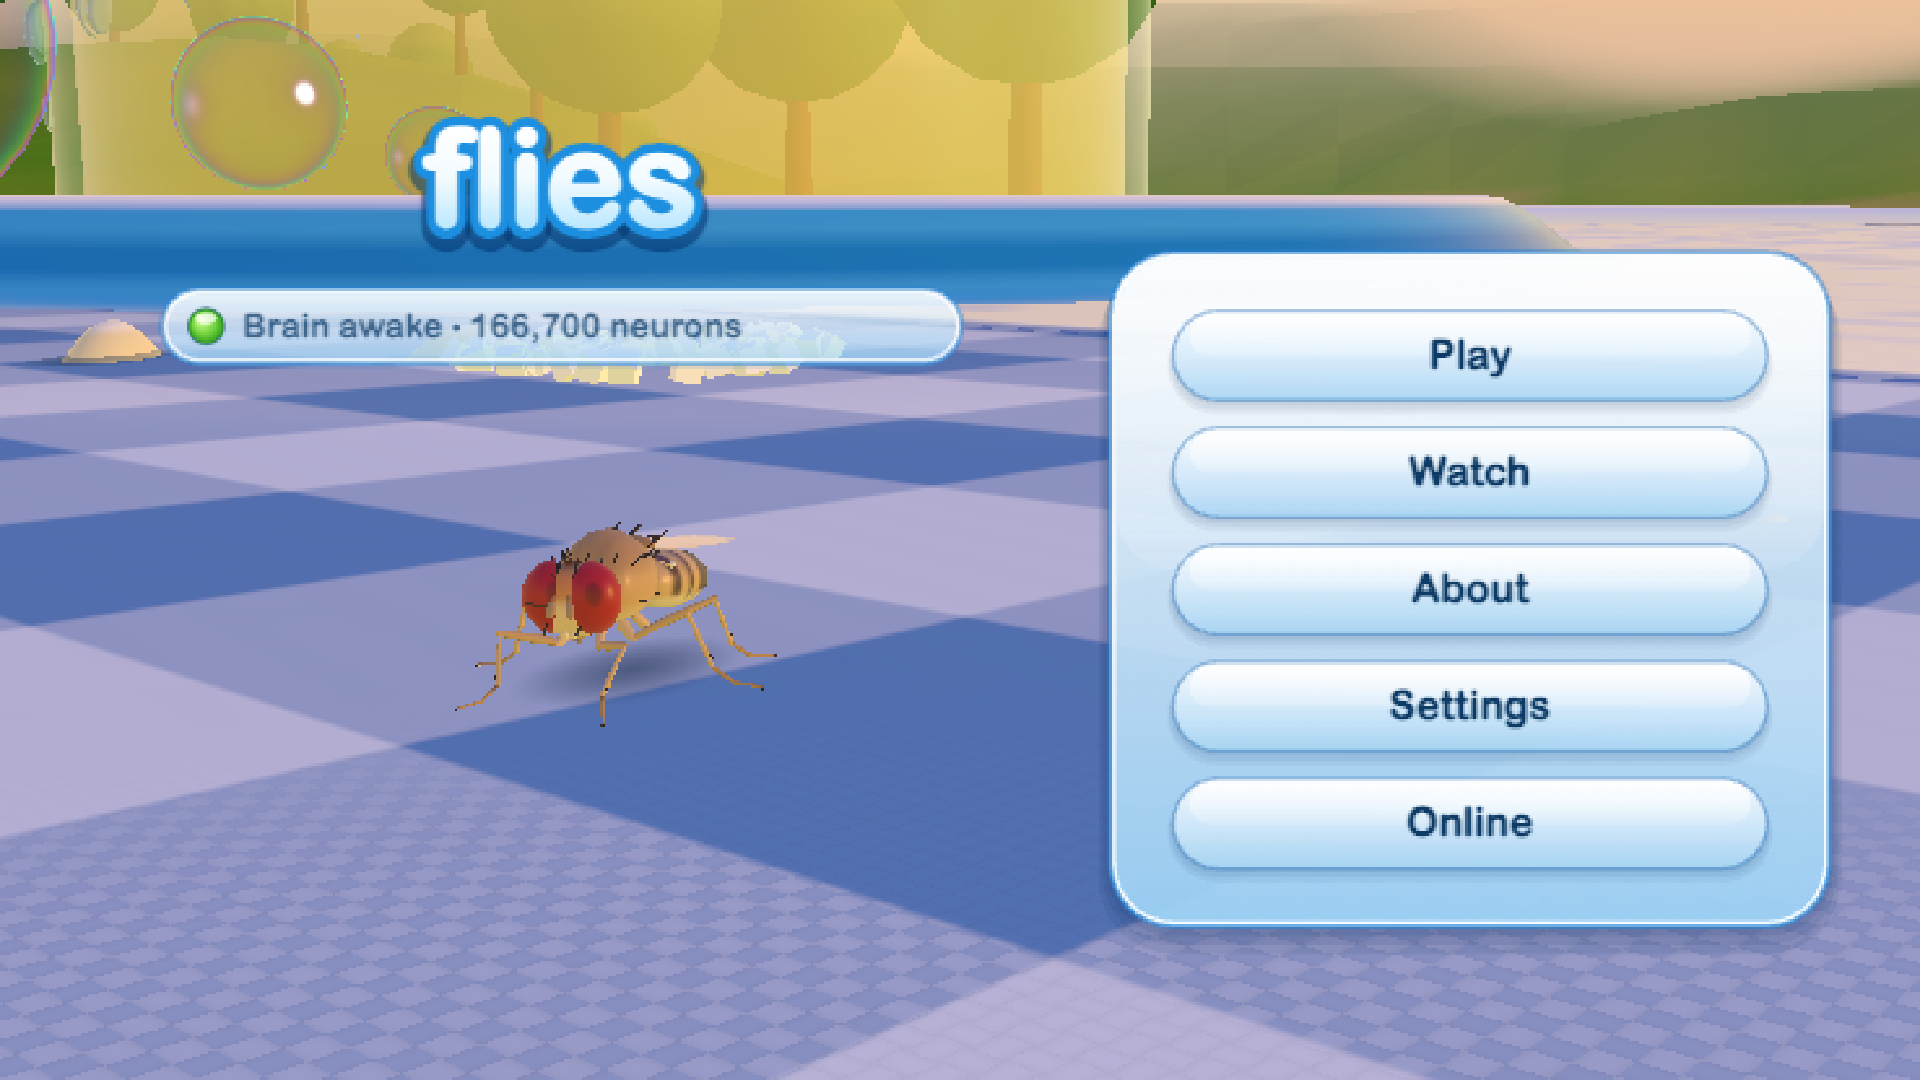 flies
Brain awake · 166,700 neurons
Play
Watch
About
Settings
Online